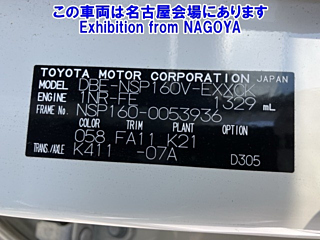 この車両は名古屋会場にあります
Exhibition from NAGOYA
TOYOTA MOTOR CORPORATION JAPAN
MODEL DBE-NSP160V-EXXQK
ENGINE 1NR-FE 1329 mL
FRAME No. NSP160-0053936
COLOR TRIM PLANT
058 FA11 K21
TRANS/AXLE K411 -07A
D305